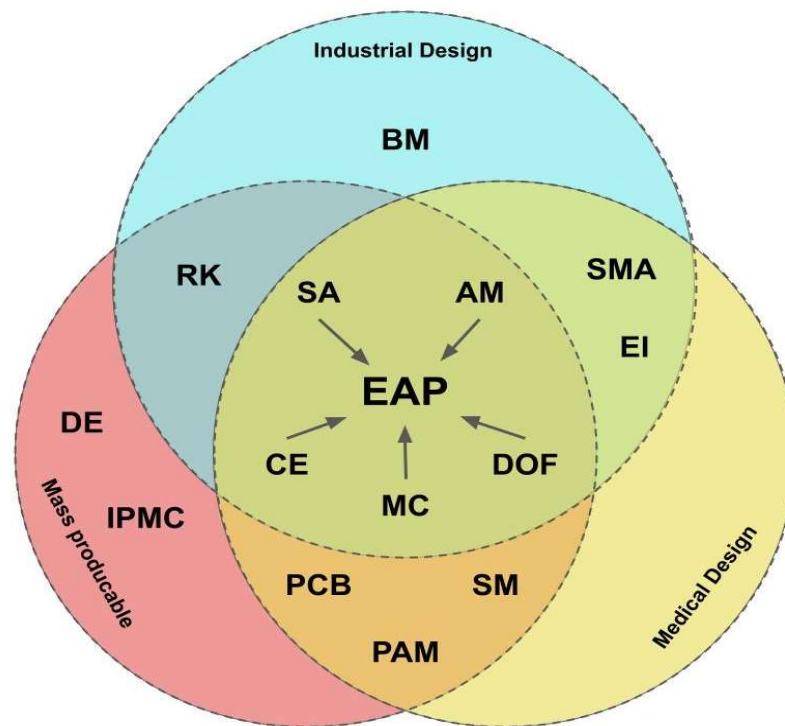 Industrial Design
BM
RK
SMA
SA
AM
EI
EAP
DE
CE
DOF
MC
IPMC
Mass producable
PCB
SM
Medical Design
PAM